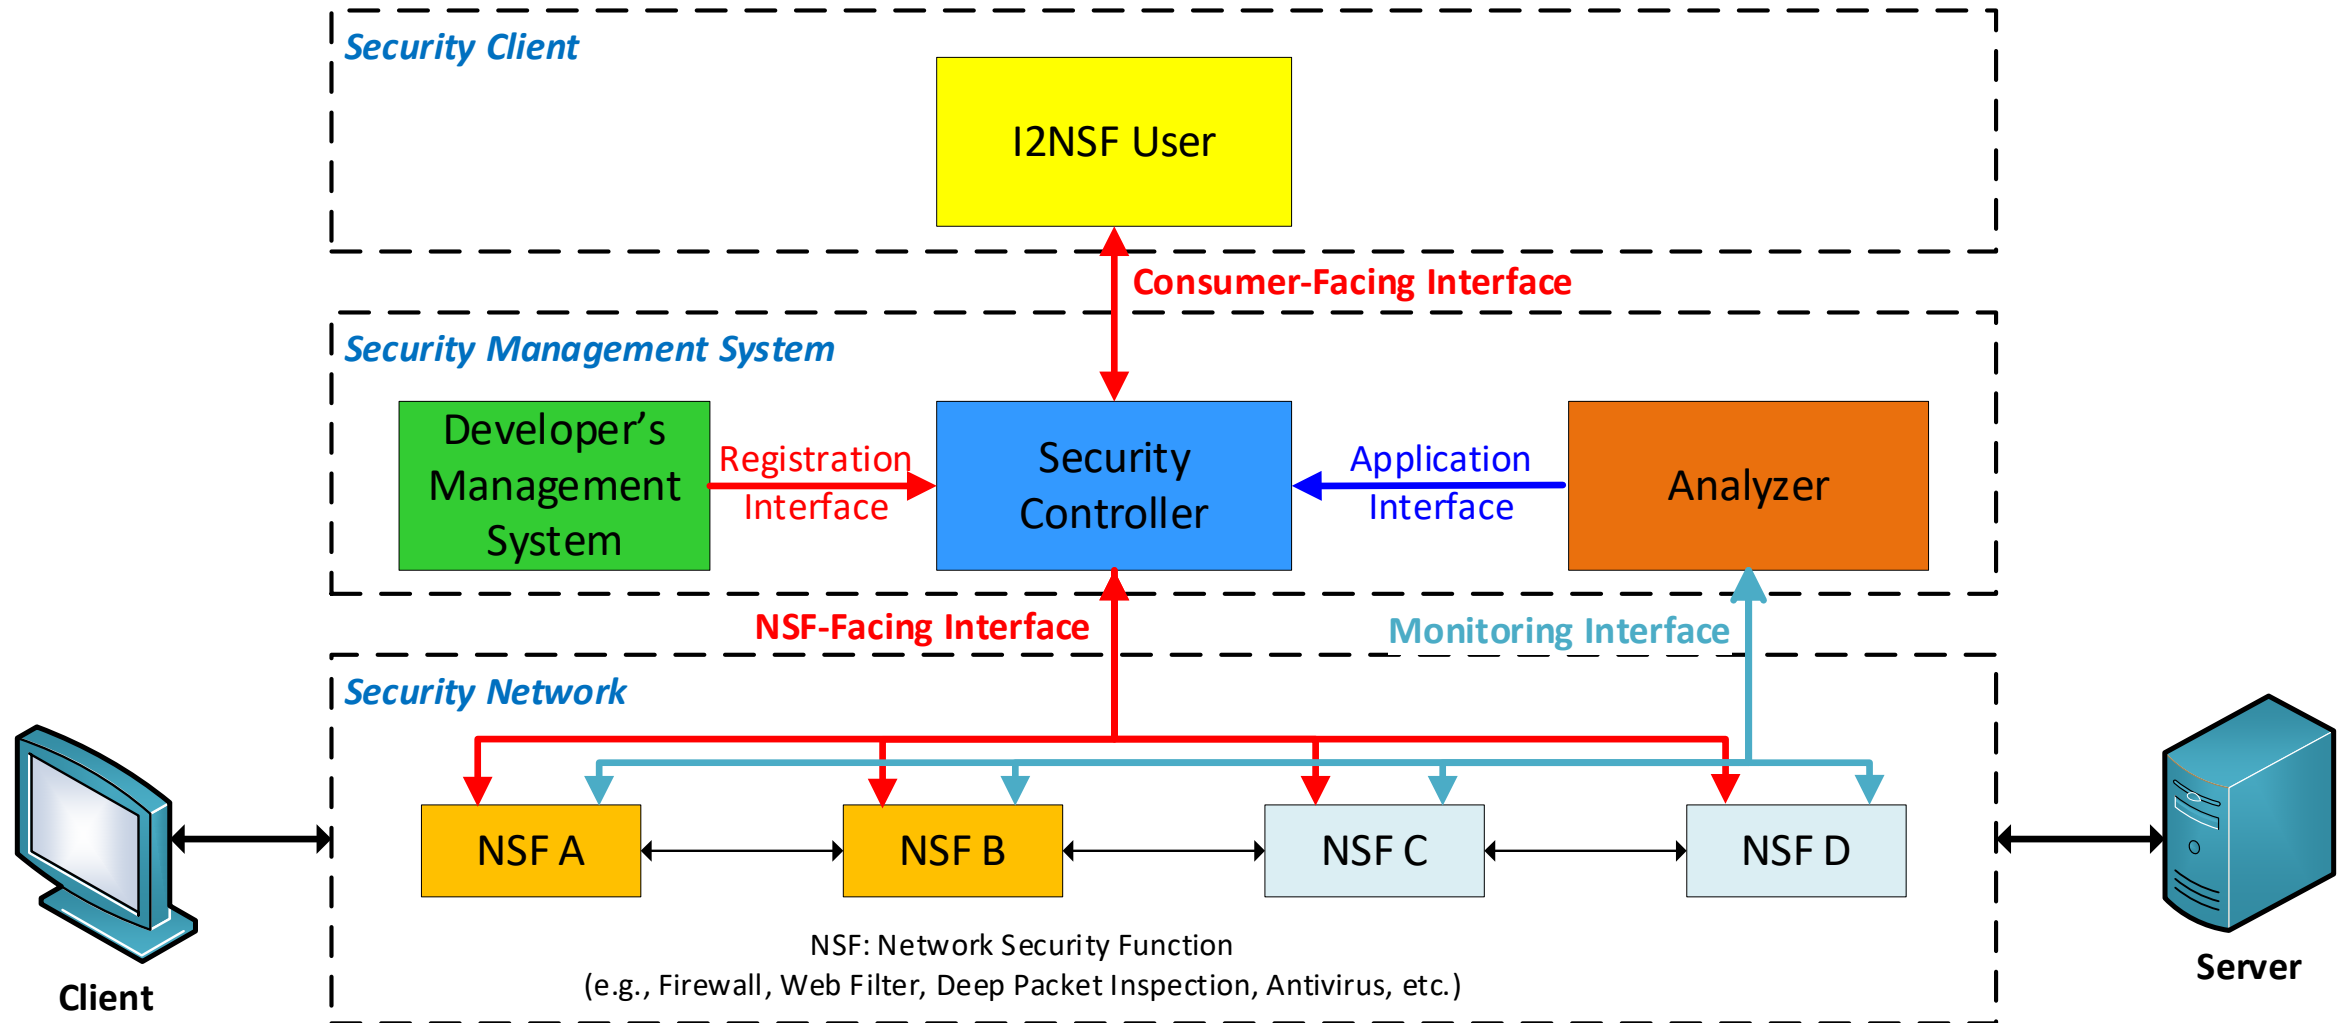 Security Client
I2NSF User
Consumer-Facing Interface
Security Management System
Developer’s
Management
System
Registration
Interface
Security
Controller
Application
Interface
Analyzer
NSF-Facing Interface
Monitoring Interface
Security Network
NSF A
NSF B
NSF C
NSF D
NSF: Network Security Function
(e.g., Firewall, Web Filter, Deep Packet Inspection, Antivirus, etc.)
Client
Server